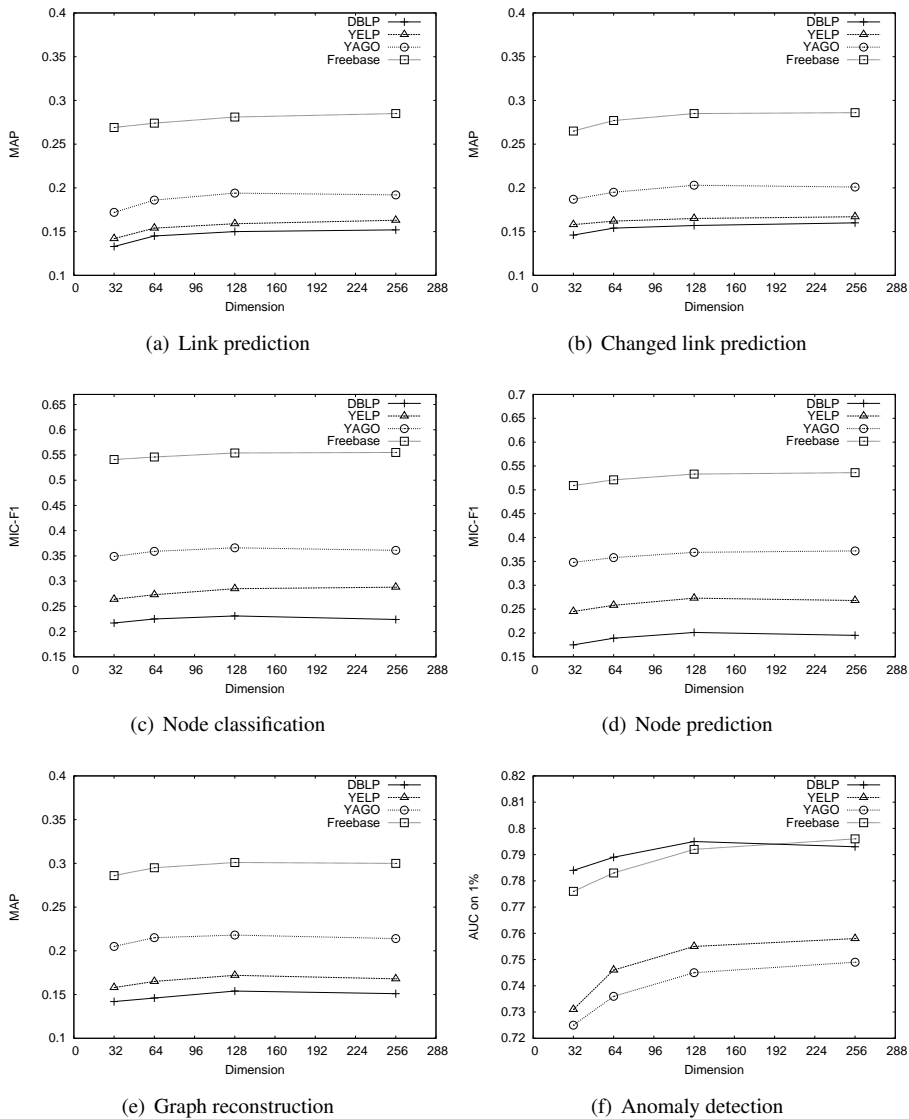 0.4
0.35
0.3
0.25
0.2
0.15
0.1
MAP
0 32 64 96 128 160 192 224 256 288
Dimension
DBLP
YELP
YAGO
Freebase
(a) Link prediction
0.4
0.35
0.3
0.25
0.2
0.15
0.1
MAP
0 32 64 96 128 160 192 224 256 288
Dimension
DBLP
YELP
YAGO
Freebase
(b) Changed link prediction
0.65
0.6
0.55
0.5
0.45
0.4
0.35
0.3
0.25
0.2
0.15
MIC-F1
0 32 64 96 128 160 192 224 256 288
Dimension
DBLP
YELP
YAGO
Freebase
(c) Node classification
0.7
0.65
0.6
0.55
0.5
0.45
0.4
0.35
0.3
0.25
0.2
0.15
MIC-F1
0 32 64 96 128 160 192 224 256 288
Dimension
DBLP
YELP
YAGO
Freebase
(d) Node prediction
0.4
0.35
0.3
0.25
0.2
0.15
0.1
MAP
0 32 64 96 128 160 192 224 256 288
Dimension
DBLP
YELP
YAGO
Freebase
(e) Graph reconstruction
0.82
0.81
0.8
0.79
0.78
0.77
0.76
0.75
0.74
0.73
0.72
AUC on 1%
0 32 64 96 128 160 192 224 256 288
Dimension
DBLP
YELP
YAGO
Freebase
(f) Anomaly detection